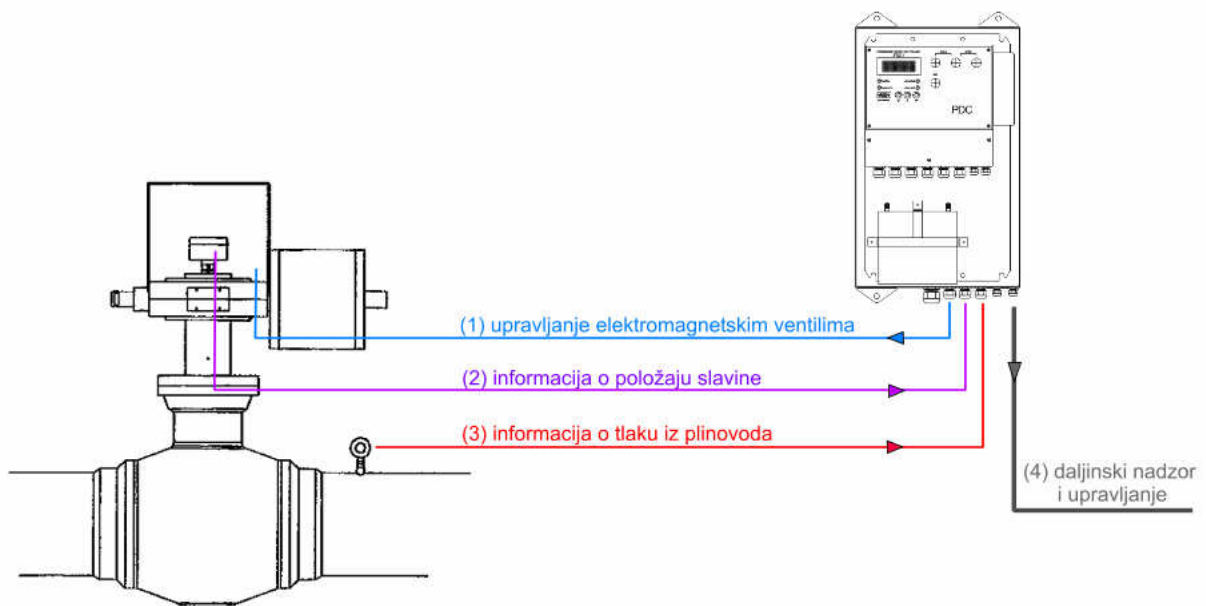 PDC
(1) upravljanje elektromagnetskim ventilima
(2) informacija o položaju slavine
(3) informacija o tlaku iz plinovoda
(4) daljinski nadzor
i upravljanje